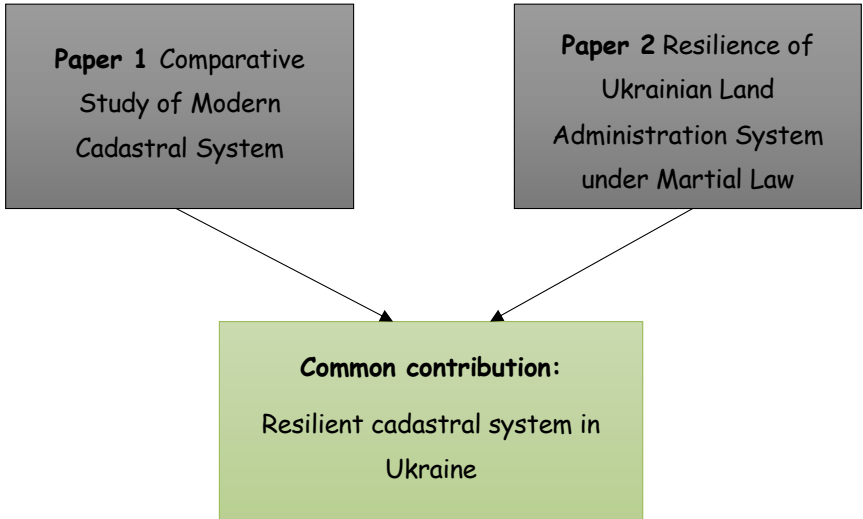 Paper 1 Comparative
Study of Modern
Cadastral System
Paper 2 Resilience of
Ukrainian Land
Administration System
under Martial Law
Common contribution:
Resilient cadastral system in
Ukraine